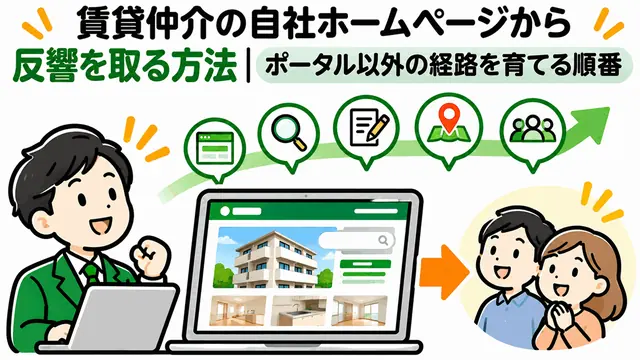 賃貸仲介の自社ホームページから
反響を取る方法｜ポータル以外の経路を育てる順番